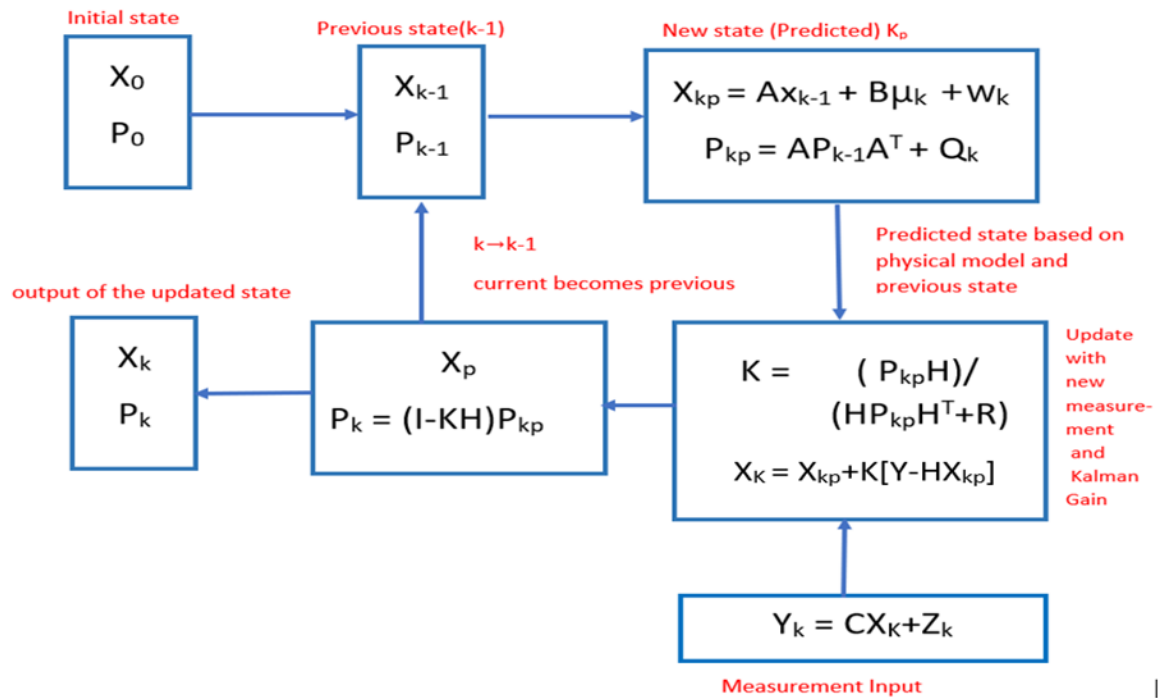 Initial state
X₀
P₀
Previous state(k-1)
Xₖ₋₁
Pₖ₋₁
New state (Predicted) Kₚ
Xₖₚ = Axₖ₋₁ + Bμₖ +wₖ
Pₖₚ = APₖ₋₁Aᵀ + Qₖ
k→k-1
current becomes previous
Predicted state based on
physical model and
previous state
output of the updated state
Xₖ
Pₖ
Xₚ
Pₖ = (I-KH)Pₖₚ
K = ( PₖₚH)/
(HPₖₚHᵀ+R)
X_K = Xₖₚ+K[Y-HXₖₚ]
Update
with
new
measure-
ment
and
Kalman
Gain
Yₖ = CX_K+Zₖ
Measurement Input